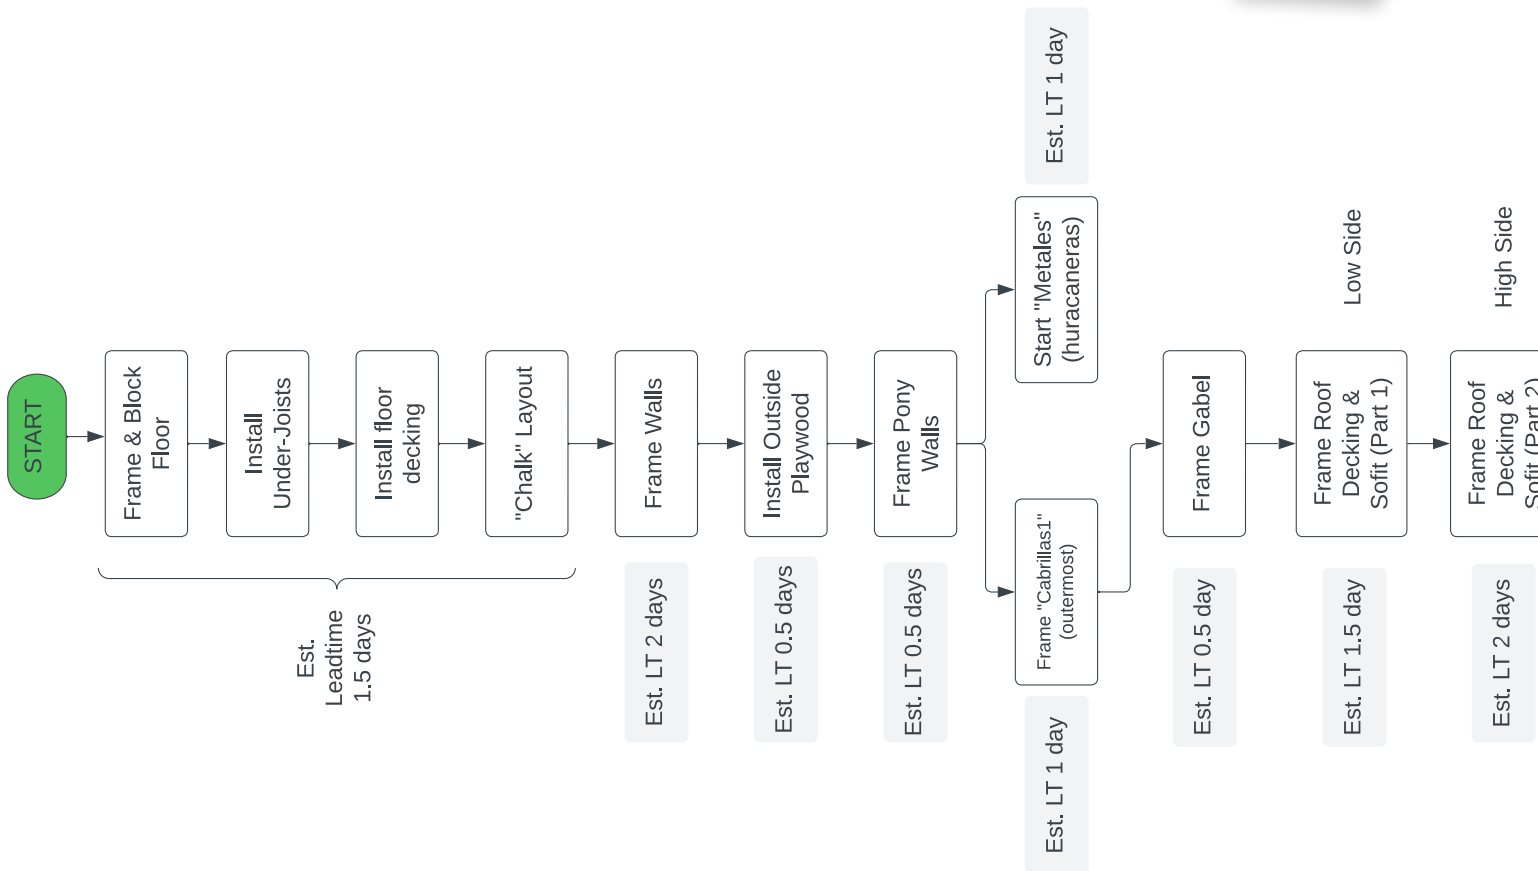 START
Frame & Block
Floor
Install
Under-Joists
Install floor
decking
"Chalk" Layout
Est.
Leadtime
1.5 days
Frame Walls
Est. LT 2 days
Install Outside
Playwood
Est. LT 0.5 days
Frame Pony
Walls
Est. LT 0.5 days
Start "Metales"
(huracaneras)
Est. LT 1 day
Frame "Cabrillas1"
(outermost)
Est. LT 1 day
Frame Gabel
Est. LT 0.5 day
Frame Roof
Decking &
Sofit (Part 1)
Low Side
Est. LT 1.5 day
Frame Roof
Decking &
Sofit (Part 2)
High Side
Est. LT 2 days